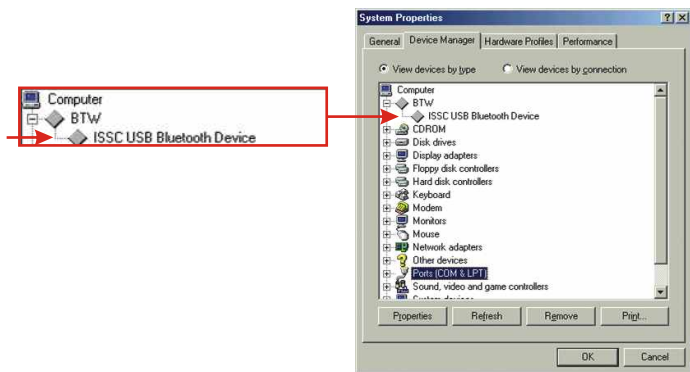 Computer
BTW
ISSC USB Bluetooth Device
System Properties
General Device Manager Hardware Profiles Performance
View devices by type View devices by connection
Computer
BTW
ISSC USB Bluetooth Device
CDROM
Disk drives
Display adapters
Floppy disk controllers
Hard disk controllers
Keyboard
Modem
Monitors
Mouse
Network adapters
Other devices
Ports (COM & LPT)
Sound, video and game controllers
System devices
Properties Refresh Remove Print...
OK Cancel